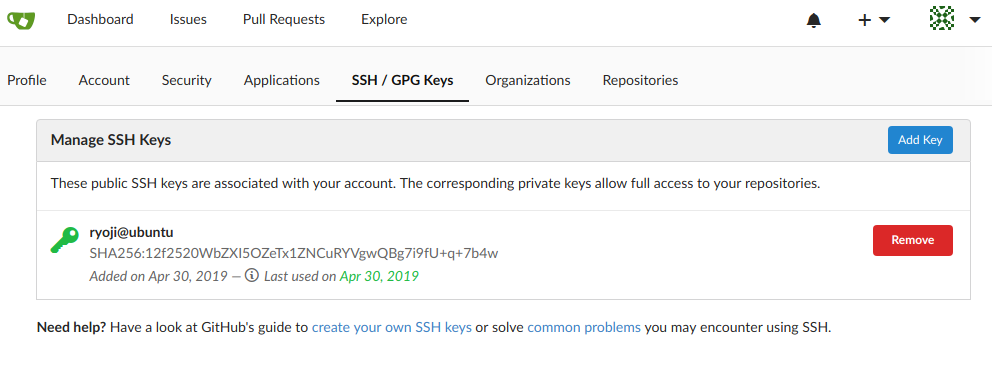 Dashboard Issues Pull Requests Explore
Profile Account Security Applications SSH / GPG Keys Organizations Repositories
Manage SSH Keys Add Key
These public SSH keys are associated with your account. The corresponding private keys allow full access to your repositories.
ryoji@ubuntu Remove
SHA256:12f2520WbZXI5OZeTx1ZNCuRYVgwQBg7i9fU+q+7b4w
Added on Apr 30, 2019 — Last used on Apr 30, 2019
Need help? Have a look at GitHub's guide to create your own SSH keys or solve common problems you may encounter using SSH.